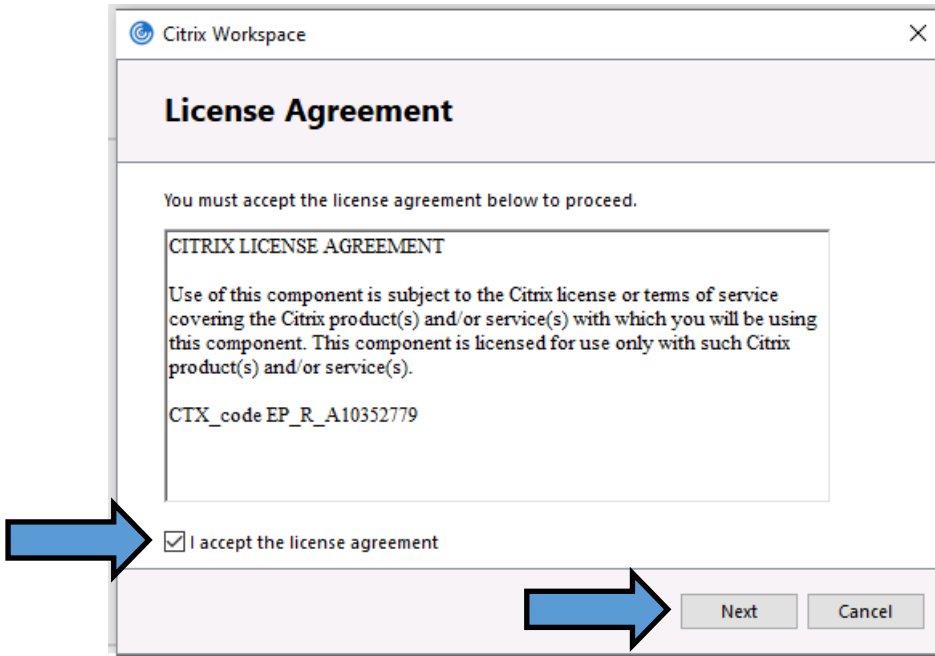 Citrix Workspace
License Agreement
You must accept the license agreement below to proceed.
CITRIX LICENSE AGREEMENT
Use of this component is subject to the Citrix license or terms of service
covering the Citrix product(s) and/or service(s) with which you will be using
this component. This component is licensed for use only with such Citrix
product(s) and/or service(s).
CTX_code EP_R_A10352779
I accept the license agreement
Next Cancel